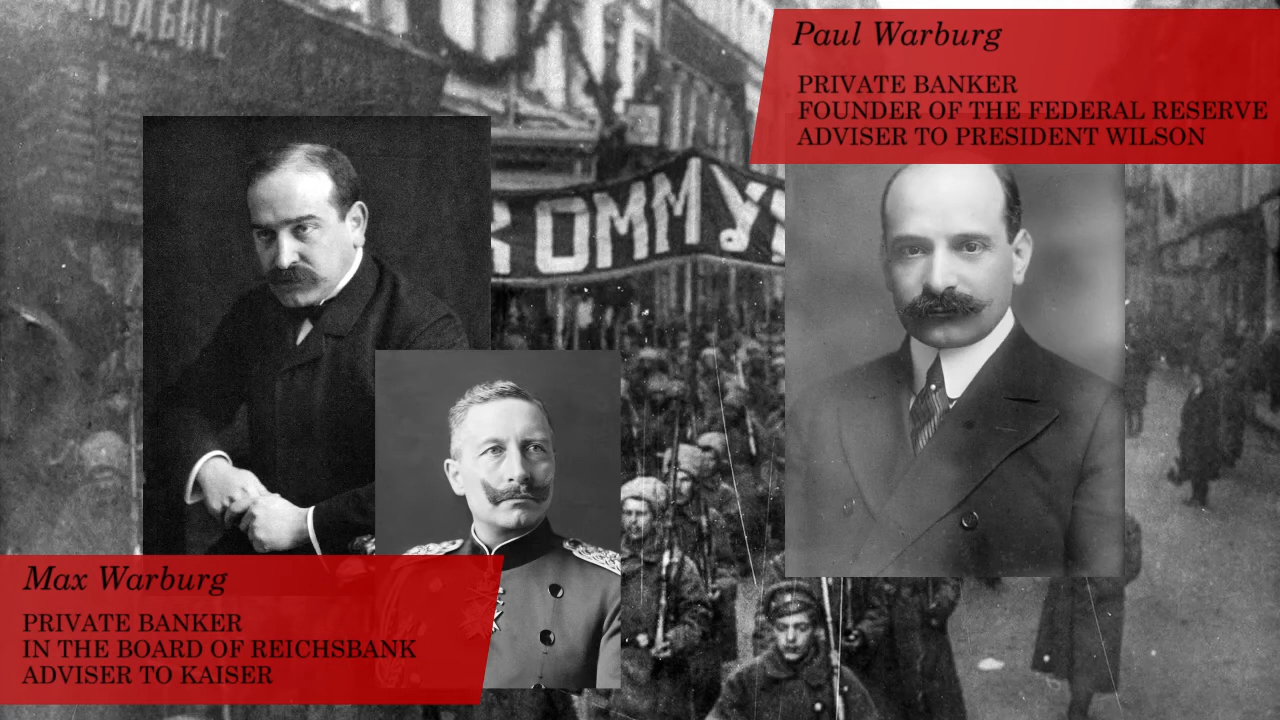 Paul Warburg
PRIVATE BANKER
FOUNDER OF THE FEDERAL RESERVE
ADVISER TO PRESIDENT WILSON
КОММУ
Max Warburg
PRIVATE BANKER
IN THE BOARD OF REICHSBANK
ADVISER TO KAISER